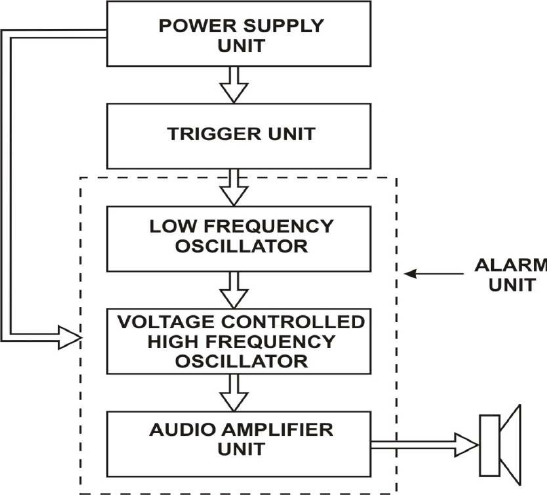 POWER SUPPLY
UNIT
TRIGGER UNIT
LOW FREQUENCY
OSCILLATOR
ALARM
UNIT
VOLTAGE CONTROLLED
HIGH FREQUENCY
OSCILLATOR
AUDIO AMPLIFIER
UNIT